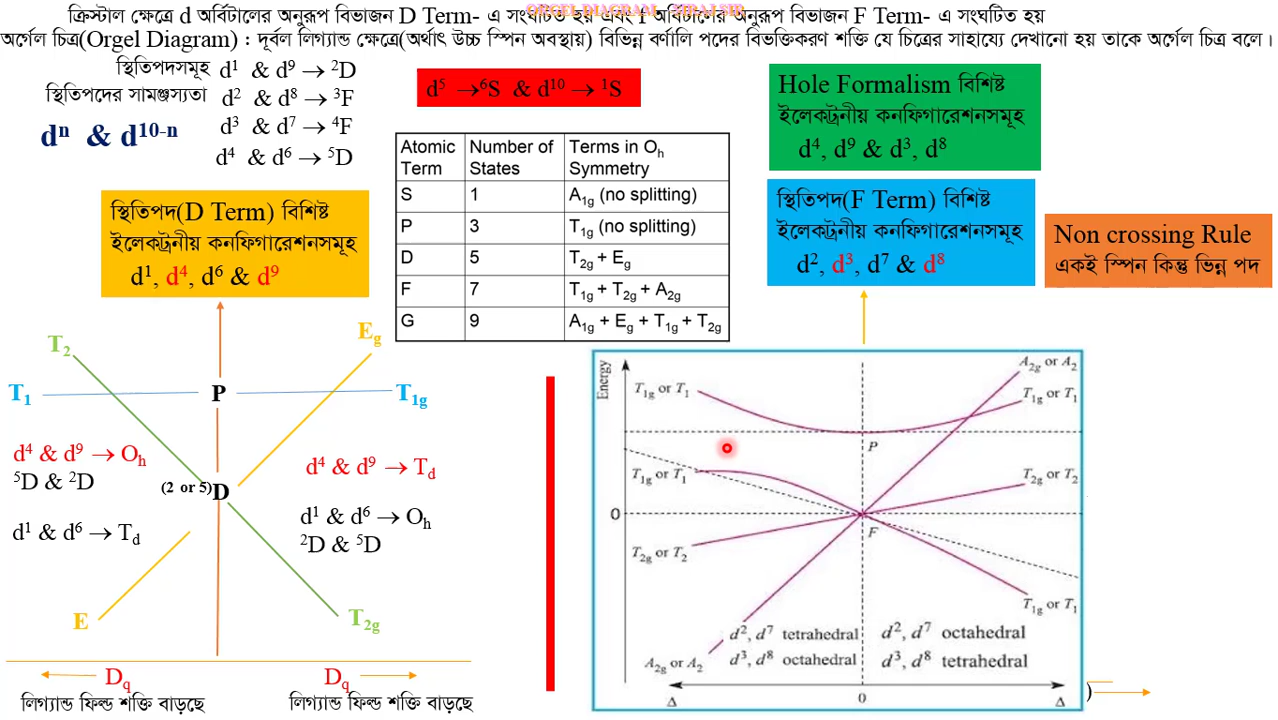 ক্রিস্টাল ক্ষেত্রে d অর্বিটালের অনুরূপ বিভাজন D Term- এ সংঘটিত হয় এবং f অর্বিটালের অনুরূপ বিভাজন F Term- এ সংঘটিত হয়
অর্গেল চিত্র(Orgel Diagram) : দূর্বল লিগ্যান্ড ক্ষেত্রে(অর্থাৎ উচ্চ স্পিন অবস্থায়) বিভিন্ন বর্ণালি পদের বিভক্তিকরণ শক্তি যে চিত্রের সাহায্যে দেখানো হয় তাকে অর্গেল চিত্র বলে।
স্থিতিপদসমূহ d¹ & d⁹ → ²D
স্থিতিপদের সামঞ্জস্যতা d² & d⁸ → ³F
d³ & d⁷ → ⁴F
d⁴ & d⁶ → ⁵D
dⁿ & d¹⁰⁻ⁿ
d⁵ →⁶S & d¹⁰ → ¹S
Hole Formalism বিশিষ্ট
ইলেকট্রনীয় কনফিগারেশনসমূহ
d⁴, d⁹ & d³, d⁸
Atomic Term Number of States Terms in Oₕ Symmetry
S 1 A₁g (no splitting)
P 3 T₁g (no splitting)
D 5 T₂g + Eg
F 7 T₁g + T₂g + A₂g
G 9 A₁g + Eg + T₁g + T₂g
স্থিতিপদ(D Term) বিশিষ্ট
ইলেকট্রনীয় কনফিগারেশনসমূহ
d¹, d⁴, d⁶ & d⁹
স্থিতিপদ(F Term) বিশিষ্ট
ইলেকট্রনীয় কনফিগারেশনসমূহ
d², d³, d⁷ & d⁸
Non crossing Rule
একই স্পিন কিন্তু ভিন্ন পদ
T₂ Eg
T₁ P T₁g
d⁴ & d⁹ → Oₕ
⁵D & ²D
d⁴ & d⁹ → Td
(2 or 5)D
d¹ & d⁶ → Td
d¹ & d⁶ → Oₕ
²D & ⁵D
E T₂g
Dq Dq
লিগ্যান্ড ফিল্ড শক্তি বাড়ছে লিগ্যান্ড ফিল্ড শক্তি বাড়ছে
Energy
A₂g or A₂
T₁g or T₁ T₁g or T₁
P
T₁g or T₁ T₂g or T₂
0
F
T₂g or T₂
T₁g or T₁
d², d⁷ tetrahedral d², d⁷ octahedral
d³, d⁸ octahedral d³, d⁸ tetrahedral
A₂g or A₂
Δ 0 Δ
)